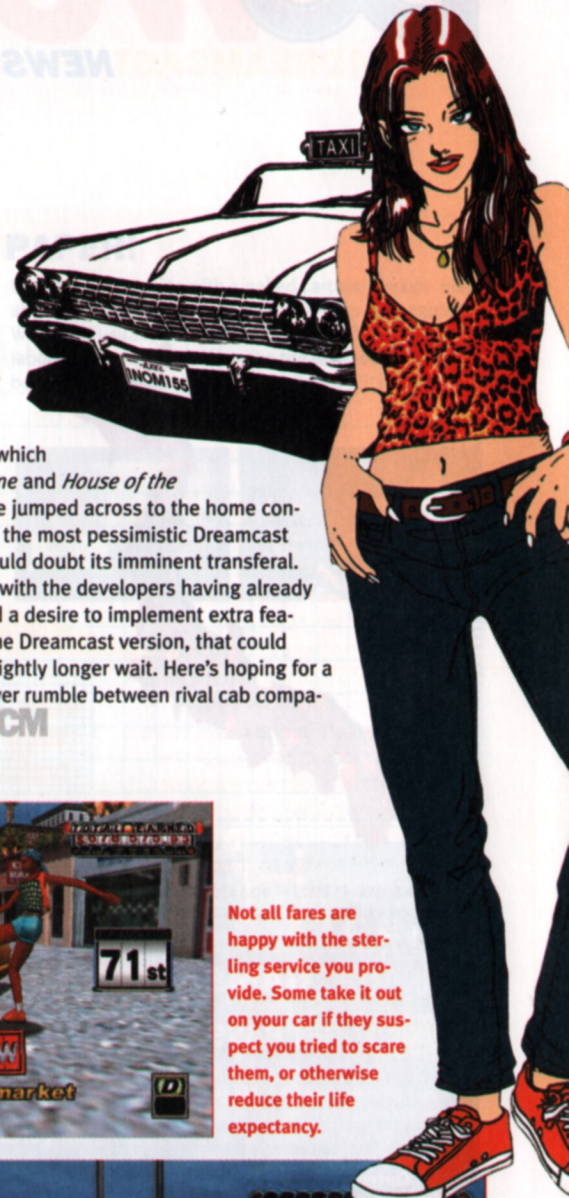 NEWS
TAXI
1NOM155
which
ne and House of the
e jumped across to the home con-
the most pessimistic Dreamcast
uld doubt its imminent transferal.
with the developers having already
d a desire to implement extra fea-
ne Dreamcast version, that could
ightly longer wait. Here's hoping for a
ver rumble between rival cab compa-
CM
TOTAL EARNED
71st
W
market
D
Not all fares are
happy with the ster-
ling service you pro-
vide. Some take it out
on your car if they sus-
pect you tried to scare
them, or otherwise
reduce their life
expectancy.